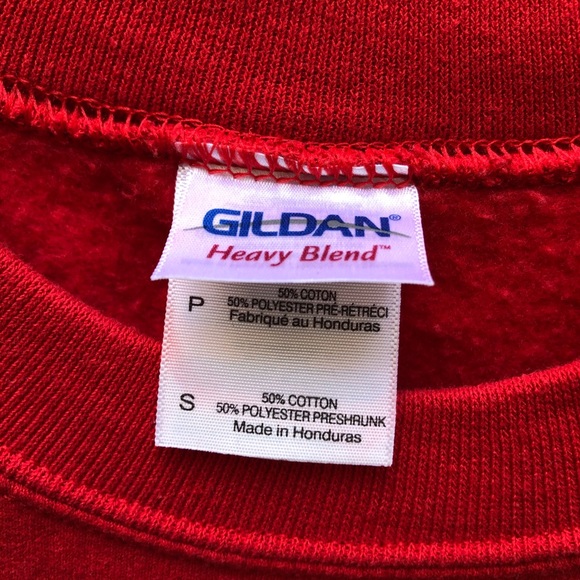 GILDAN®
Heavy Blend™
50% COTON
P 50% POLYESTER PRÉ-RÉTRÉCI
Fabriqué au Honduras
50% COTTON
S 50% POLYESTER PRESHRUNK
Made in Honduras